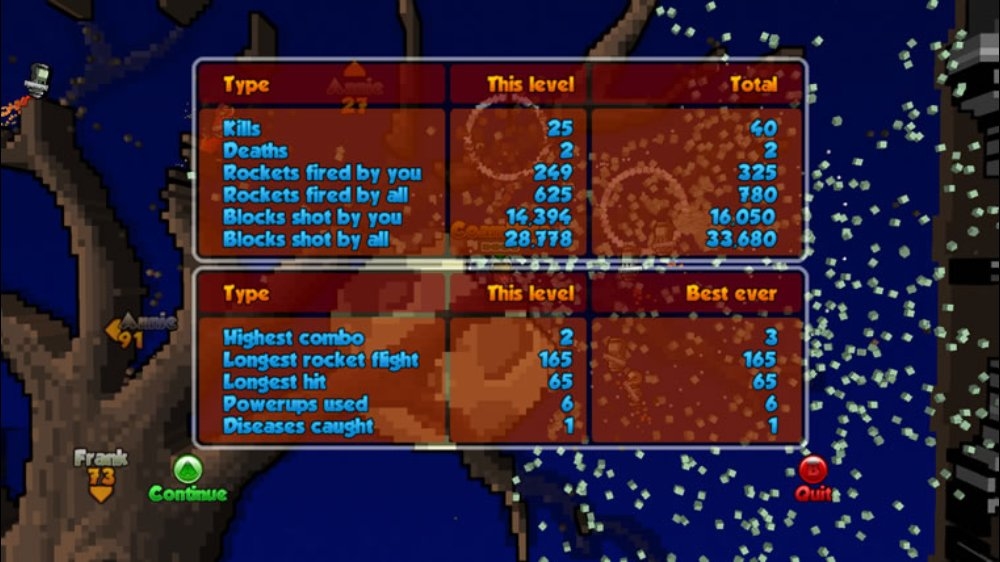 Type This level Total
Annie
27
Kills 25 40
Deaths 2 2
Rockets fired by you 249 325
Rockets fired by all 625 780
Blocks shot by you 14,394 16,050
Blocks shot by all 28,778 33,680
Type This level Best ever
Annie
91
Highest combo 2 3
Longest rocket flight 165 165
Longest hit 65 65
Powerups used 6 6
Diseases caught 1 1
Frank
73
Continue Quit